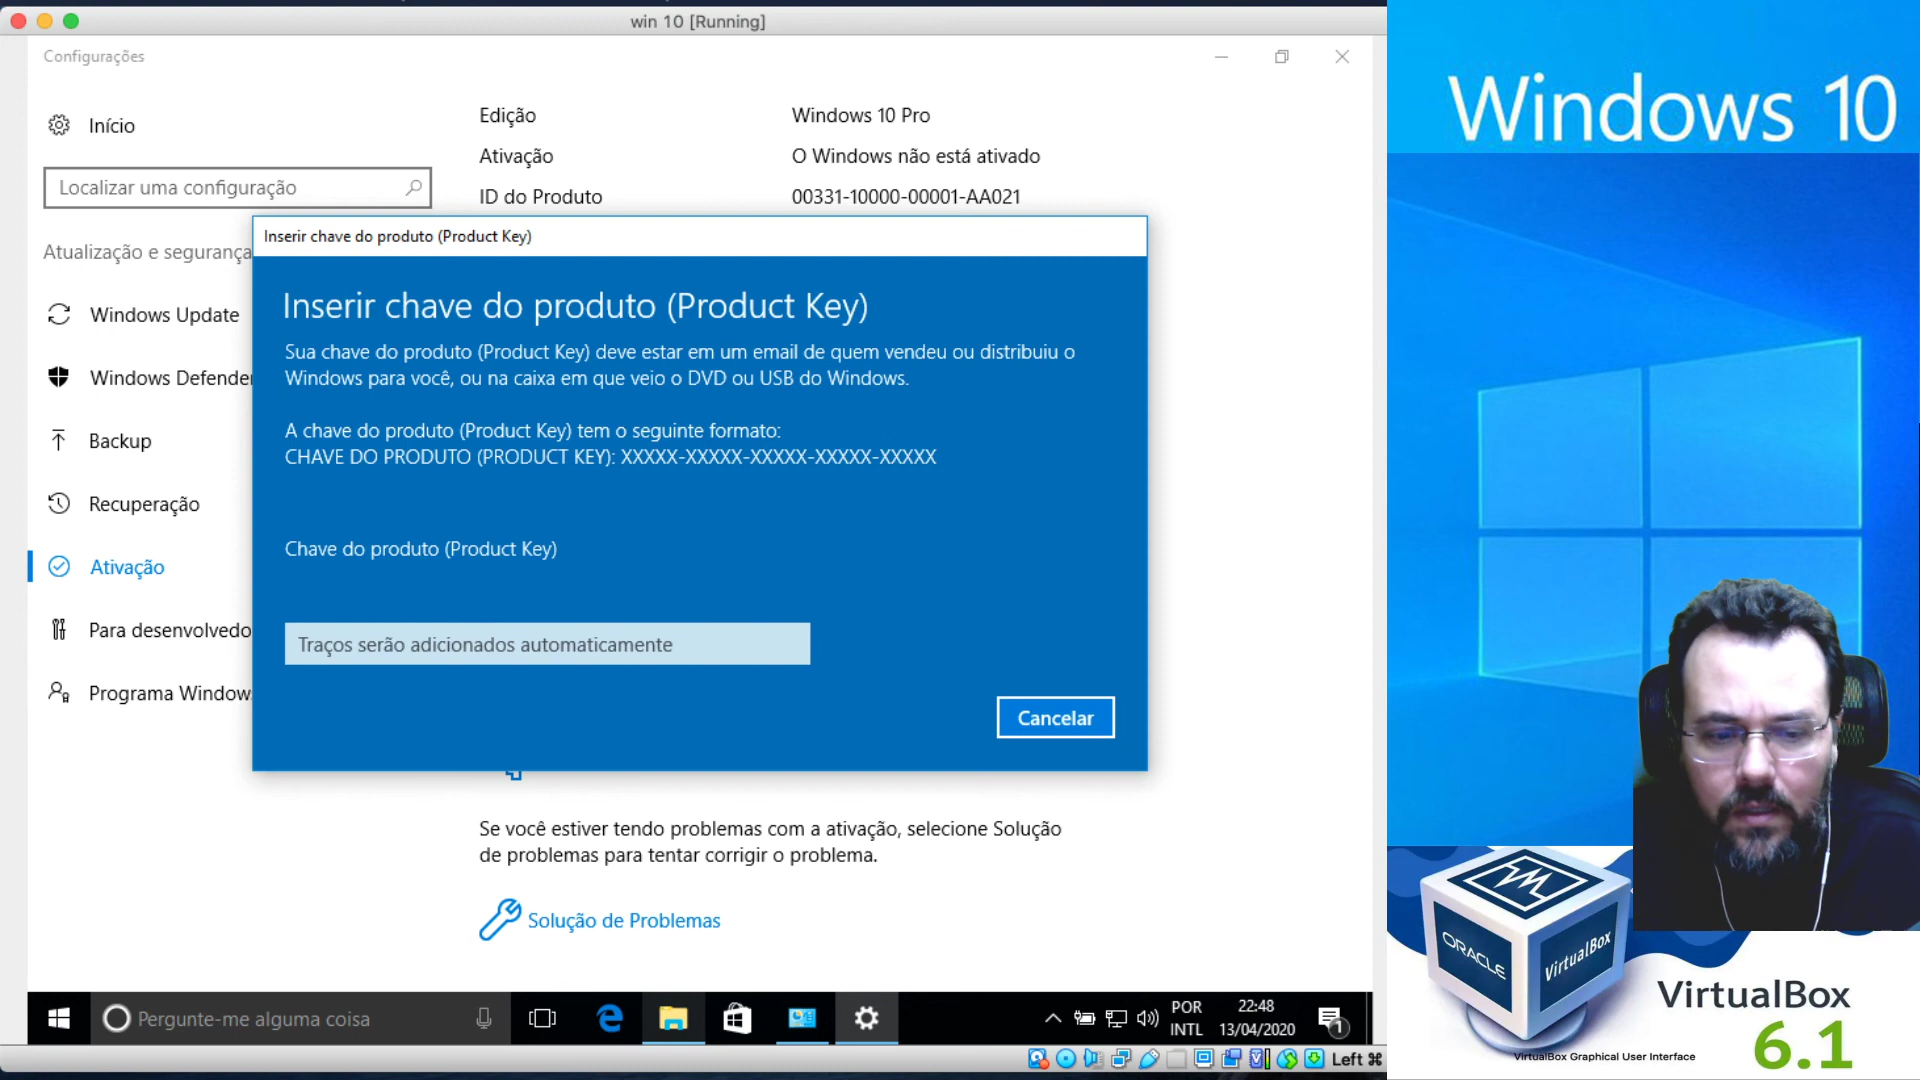 win 10 [Running]
Configurações
Início
Localizar uma configuração
Atualização e segurança
Windows Update
Windows Defender
Backup
Recuperação
Ativação
Para desenvolvedo
Programa Window
Edição
Windows 10 Pro
Ativação
O Windows não está ativado
ID do Produto
00331-10000-00001-AA021
Inserir chave do produto (Product Key)
Inserir chave do produto (Product Key)
Sua chave do produto (Product Key) deve estar em um email de quem vendeu ou distribuiu o
Windows para você, ou na caixa em que veio o DVD ou USB do Windows.
A chave do produto (Product Key) tem o seguinte formato:
CHAVE DO PRODUTO (PRODUCT KEY): XXXXX-XXXXX-XXXXX-XXXXX-XXXXX
Chave do produto (Product Key)
Traços serão adicionados automaticamente
Cancelar
Se você estiver tendo problemas com a ativação, selecione Solução
de problemas para tentar corrigir o problema.
Solução de Problemas
Pergunte-me alguma coisa
POR
INTL
22:48
13/04/2020
1
Left ⌘
Windows 10
ORACLE
VirtualBox
VirtualBox
6.1
VirtualBox Graphical User Interface